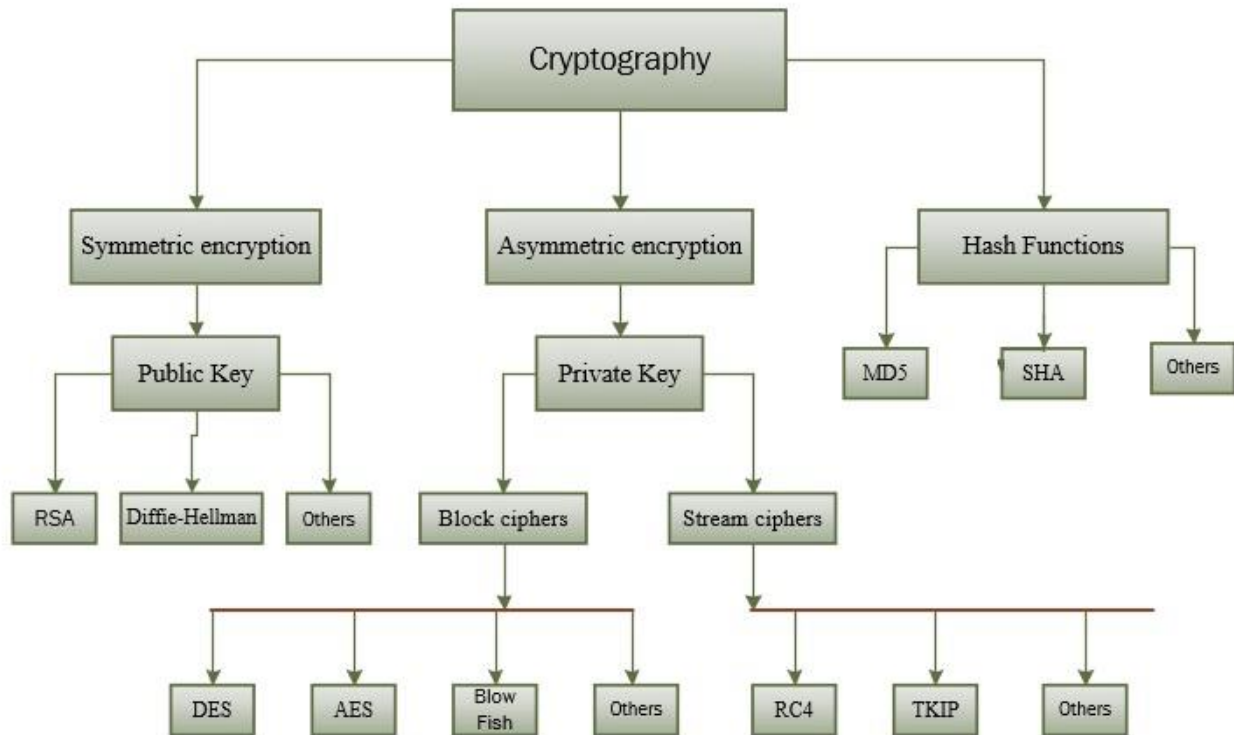 Cryptography
Symmetric encryption
Asymmetric encryption
Hash Functions
Public Key
Private Key
MD5
SHA
Others
RSA
Diffie-Hellman
Others
Block ciphers
Stream ciphers
DES
AES
Blow
Fish
Others
RC4
TKIP
Others